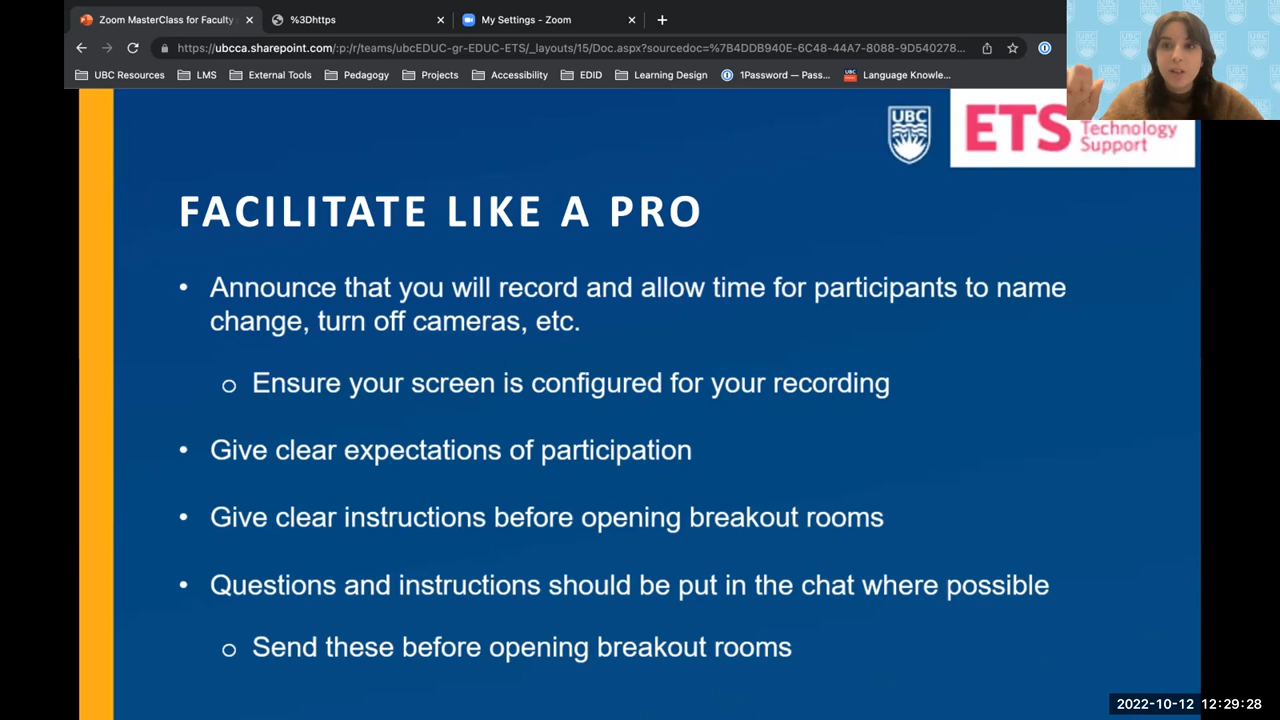 Zoom MasterClass for Faculty
%3Dhttps
My Settings - Zoom
https://ubcca.sharepoint.com/:p:/r/teams/ubcEDUC-gr-EDUC-ETS/_layouts/15/Doc.aspx?sourcedoc=%7B4DDB940E-6C48-44A7-8088-9D540278...
UBC Resources LMS External Tools Pedagogy Projects Accessibility EDID Learning Design 1Password — Pass... Language Knowle...
UBC
ETS
Technology
Support
FACILITATE LIKE A PRO
• Announce that you will record and allow time for participants to name
change, turn off cameras, etc.
o Ensure your screen is configured for your recording
• Give clear expectations of participation
• Give clear instructions before opening breakout rooms
• Questions and instructions should be put in the chat where possible
o Send these before opening breakout rooms
2022-10-12 12:29:28